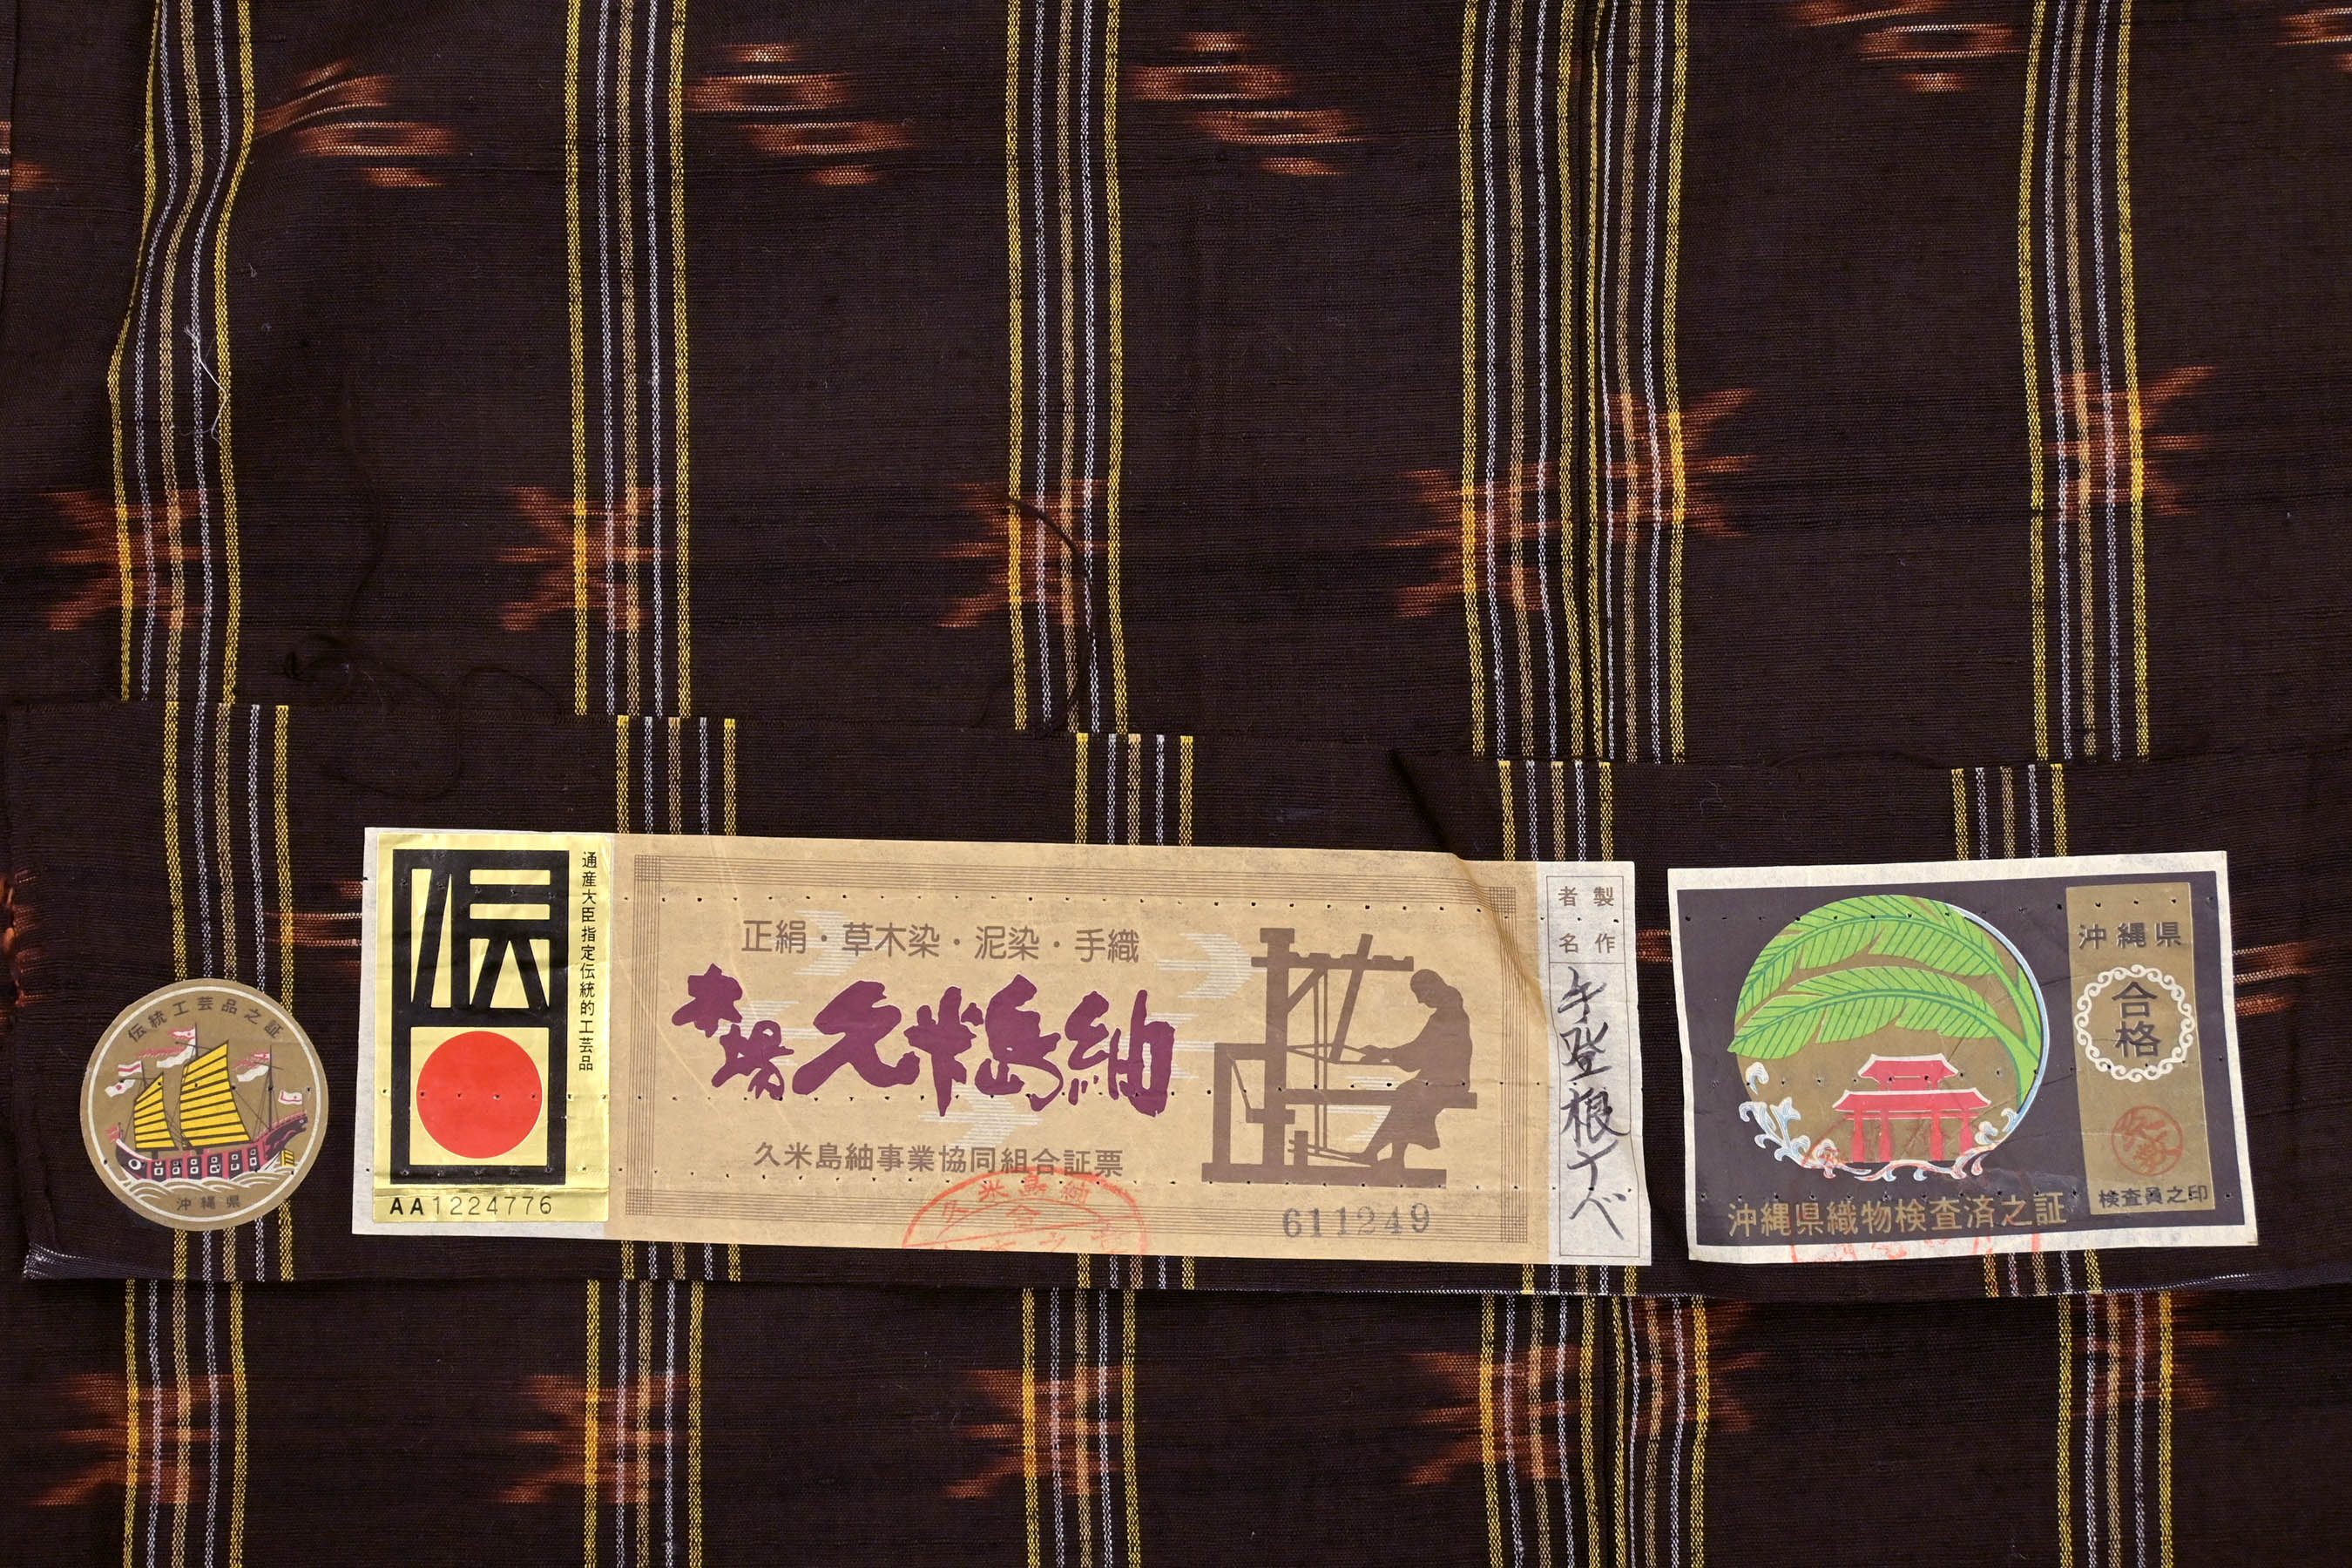 伝統工芸品之証
沖縄県
伝
通産大臣指定伝統的工芸品
AA1224776
正絹・草木染・泥染・手織
本場久米島紬
久米島紬事業協同組合証票
611249
製作
者名
登根ナベ
沖縄県
合格
検査員之印
沖縄県織物検査済之証